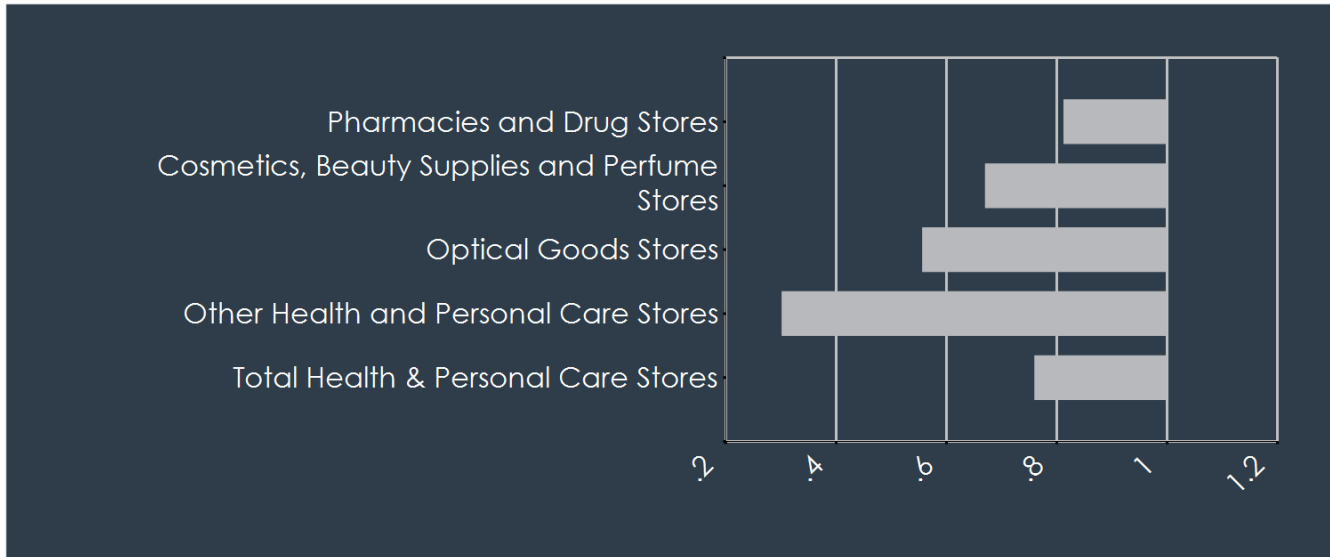 Pharmacies and Drug Stores
Cosmetics, Beauty Supplies and Perfume
Stores
Optical Goods Stores
Other Health and Personal Care Stores
Total Health & Personal Care Stores
.2
.4
.6
.8
1
1.2